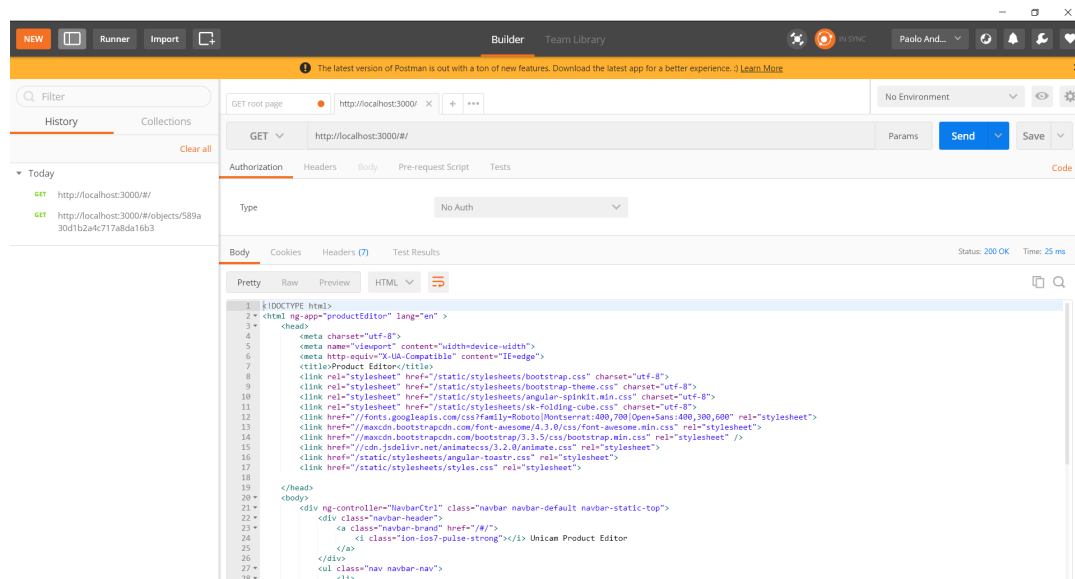 NEW Runner Import Builder Team Library IN SYNC Paolo And...
The latest version of Postman is out with a ton of new features. Download the latest app for a better experience. :) Learn More
Filter
History Collections
Clear all
Today
GET http://localhost:3000/#/
GET http://localhost:3000/#/objects/589a
30d1b2a4c717a8da16b3
GET root page http://localhost:3000/ No Environment
GET http://localhost:3000/#/ Params Send Save
Authorization Headers Body Pre-request Script Tests Code
Type No Auth
Body Cookies Headers (7) Test Results Status: 200 OK Time: 25 ms
Pretty Raw Preview HTML
1 <!DOCTYPE html>
2 <html ng-app="productEditor" lang="en" >
3 <head>
4 <meta charset="utf-8">
5 <meta name="viewport" content="width=device-width">
6 <meta http-equiv="X-UA-Compatible" content="IE=edge">
7 <title>Product Editor</title>
8 <link rel="stylesheet" href="/static/stylesheets/bootstrap.css" charset="utf-8">
9 <link rel="stylesheet" href="/static/stylesheets/bootstrap-theme.css" charset="utf-8">
10 <link rel="stylesheet" href="/static/stylesheets/angular-spinkit.min.css" charset="utf-8">
11 <link rel="stylesheet" href="/static/stylesheets/sk-folding-cube.css" charset="utf-8">
12 <link href="//fonts.googleapis.com/css?family=Roboto|Montserrat:400,700|Open+Sans:400,300,600" rel="stylesheet">
13 <link href="//maxcdn.bootstrapcdn.com/font-awesome/4.3.0/css/font-awesome.min.css" rel="stylesheet">
14 <link href="//maxcdn.bootstrapcdn.com/bootstrap/3.3.5/css/bootstrap.min.css" rel="stylesheet" />
15 <link href="//cdn.jsdelivr.net/animatecss/3.2.0/animate.css" rel="stylesheet">
16 <link href="/static/stylesheets/angular-toastr.css" rel="stylesheet">
17 <link href="/static/stylesheets/styles.css" rel="stylesheet">
18
19 </head>
20 <body>
21 <div ng-controller="NavbarCtrl" class="navbar navbar-default navbar-static-top">
22 <div class="navbar-header">
23 <a class="navbar-brand" href="/#/">
24 <i class="ion-ios7-pulse-strong"></i> Unicam Product Editor
25 </a>
26 </div>
27 <ul class="nav navbar-nav">
28 <li>